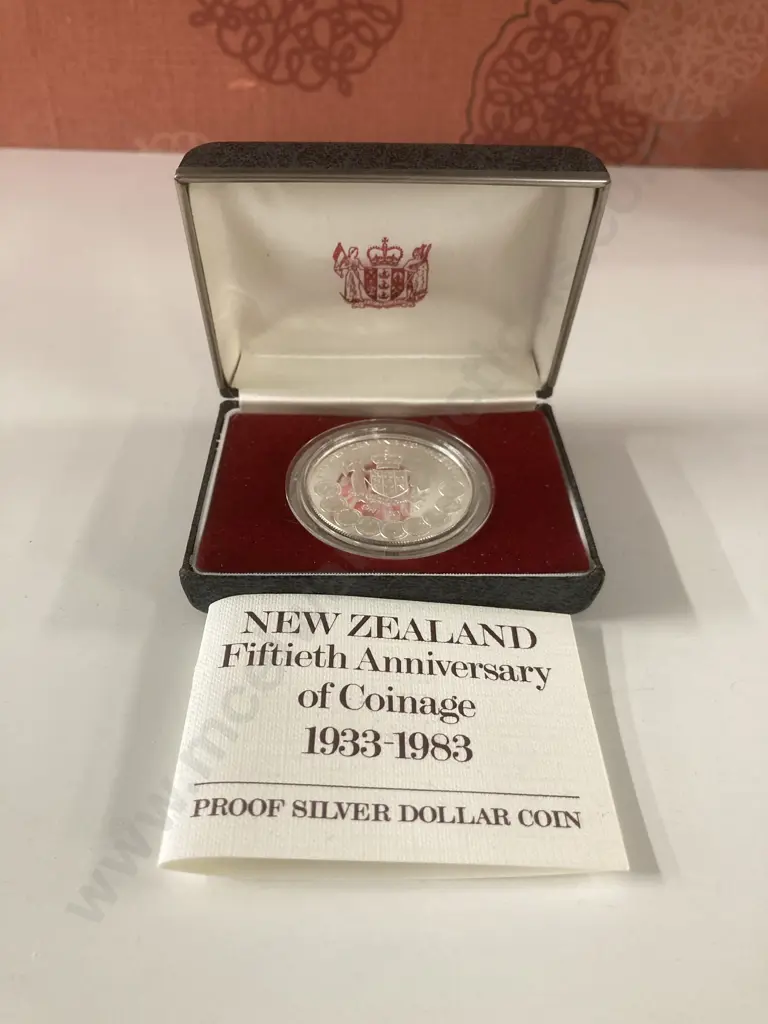 NEW ZEALAND
Fiftieth Anniversary
of Coinage
1933-1983
PROOF SILVER DOLLAR COIN